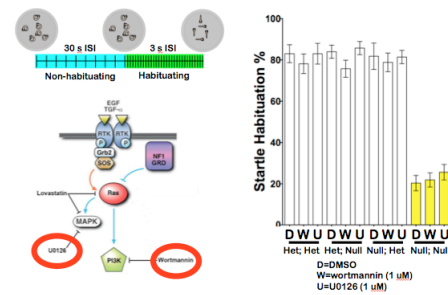 30 s ISI
3 s ISI
Non-habituating
Habituating
EGF
TGF-α
RTK
RTK
P
P
Grb2
SOS
NF1
GRD
Lovastatin
Ras
MAPK
U0126
PI3K
Wortmannin
Startle Habituation %
100
80
60
40
20
0
D W U D W U D W U D W U
Het; Het Het; Null Null; Het Null; Null
D=DMSO
W=wortmannin (1 uM)
U=U0126 (1 uM)